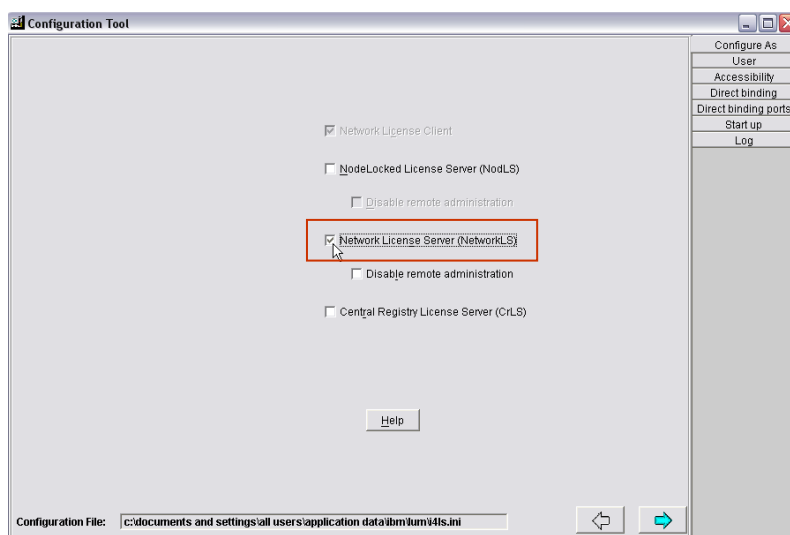 Configuration Tool
Configure As
User
Accessibility
Direct binding
Direct binding ports
Start up
Log
Network License Client
NodeLocked License Server (NodLS)
Disable remote administration
Network License Server (NetworkLS)
Disable remote administration
Central Registry License Server (CrLS)
Help
Configuration File: c:\documents and settings\all users\application data\ibm\lum\i4ls.ini